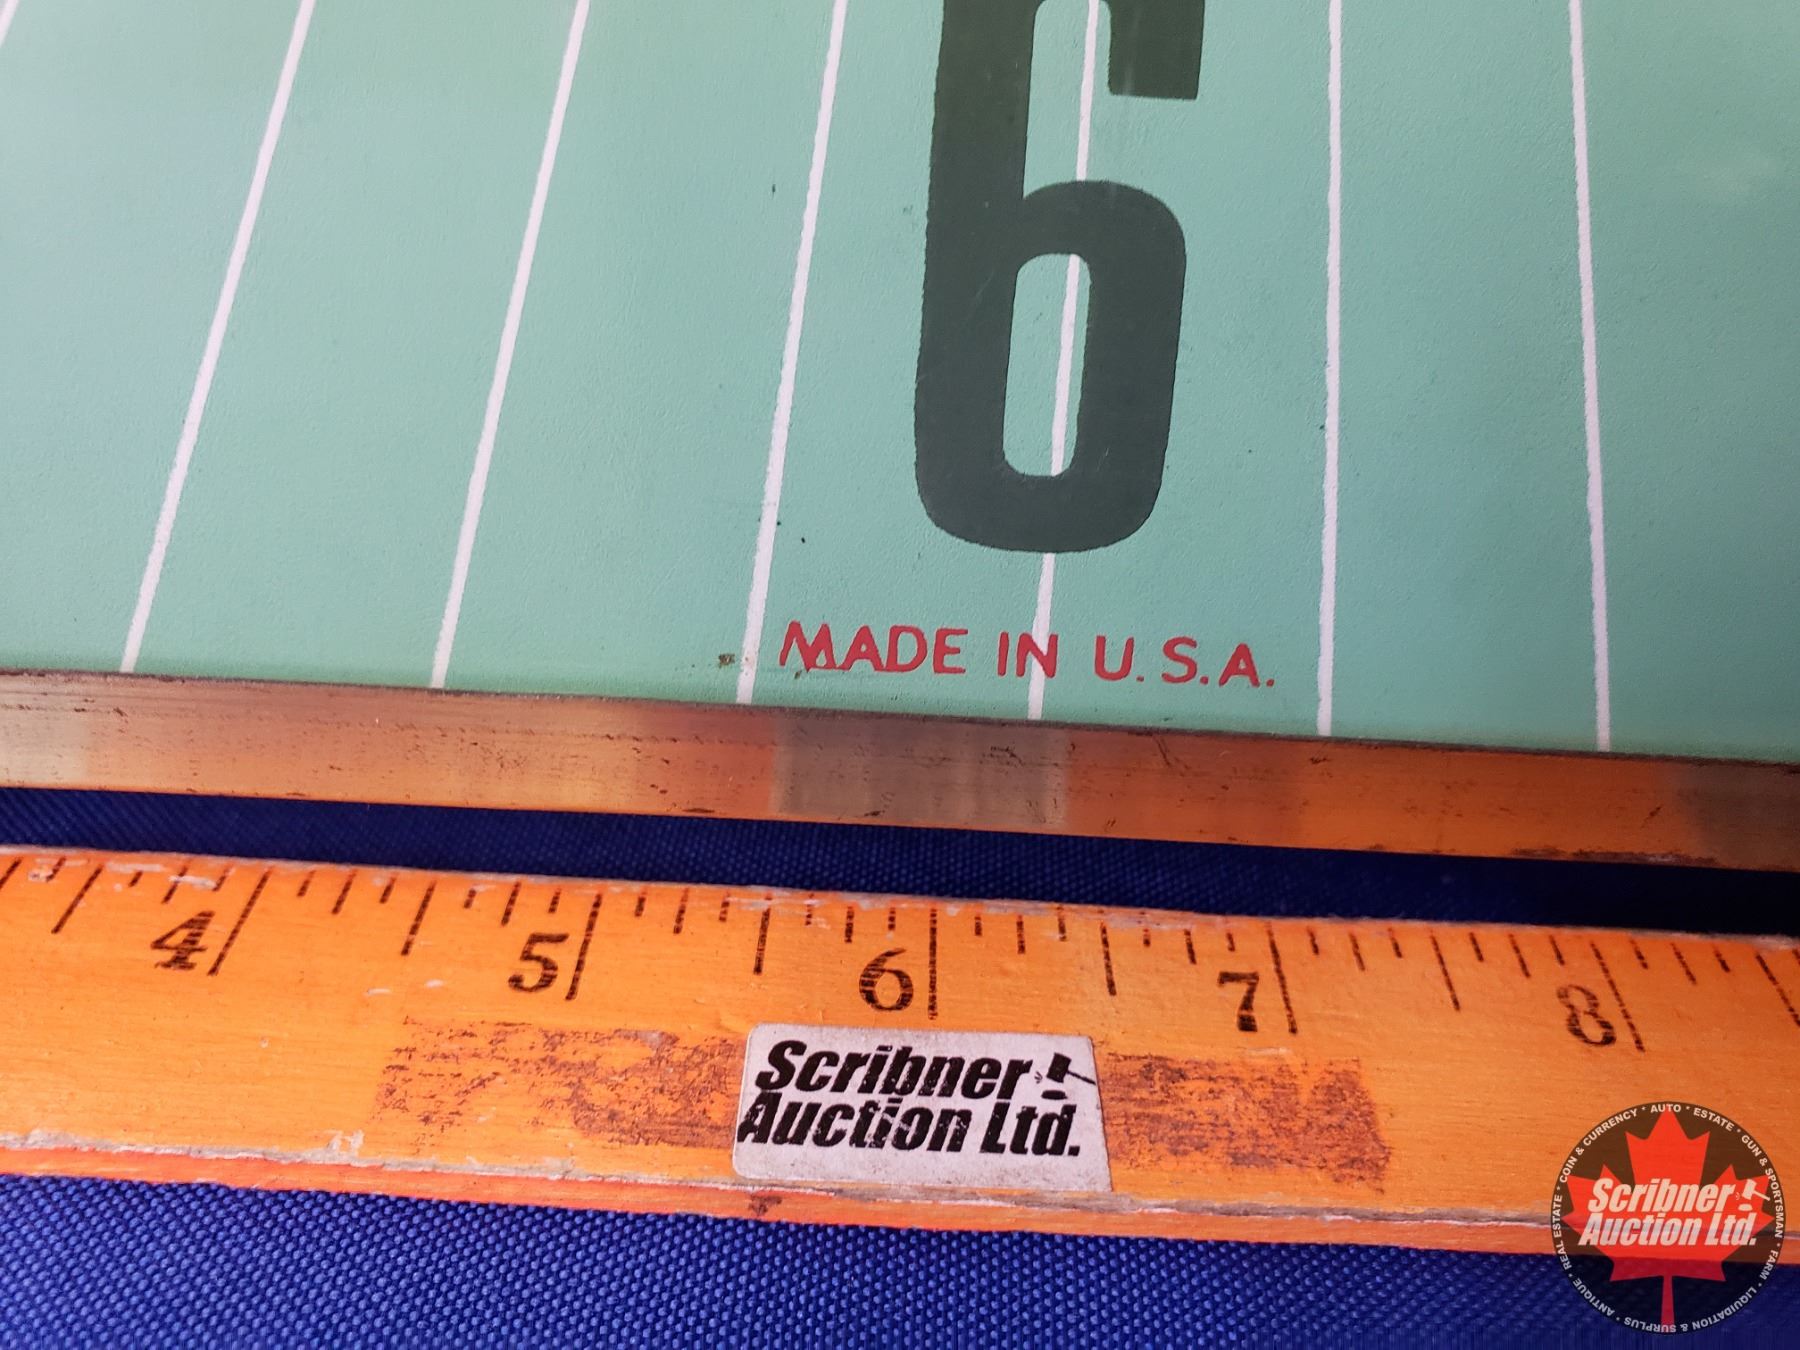 6
MADE IN U.S.A.
4 5 6 7 8
Scribner
Auction Ltd.
Scribner
Auction Ltd.
ANTIQUE * REAL ESTATE * COIN & CURRENCY * AUTO * ESTATE * GUN & SPORTSMAN * FARM * LIQUIDATION & SURPLUS *